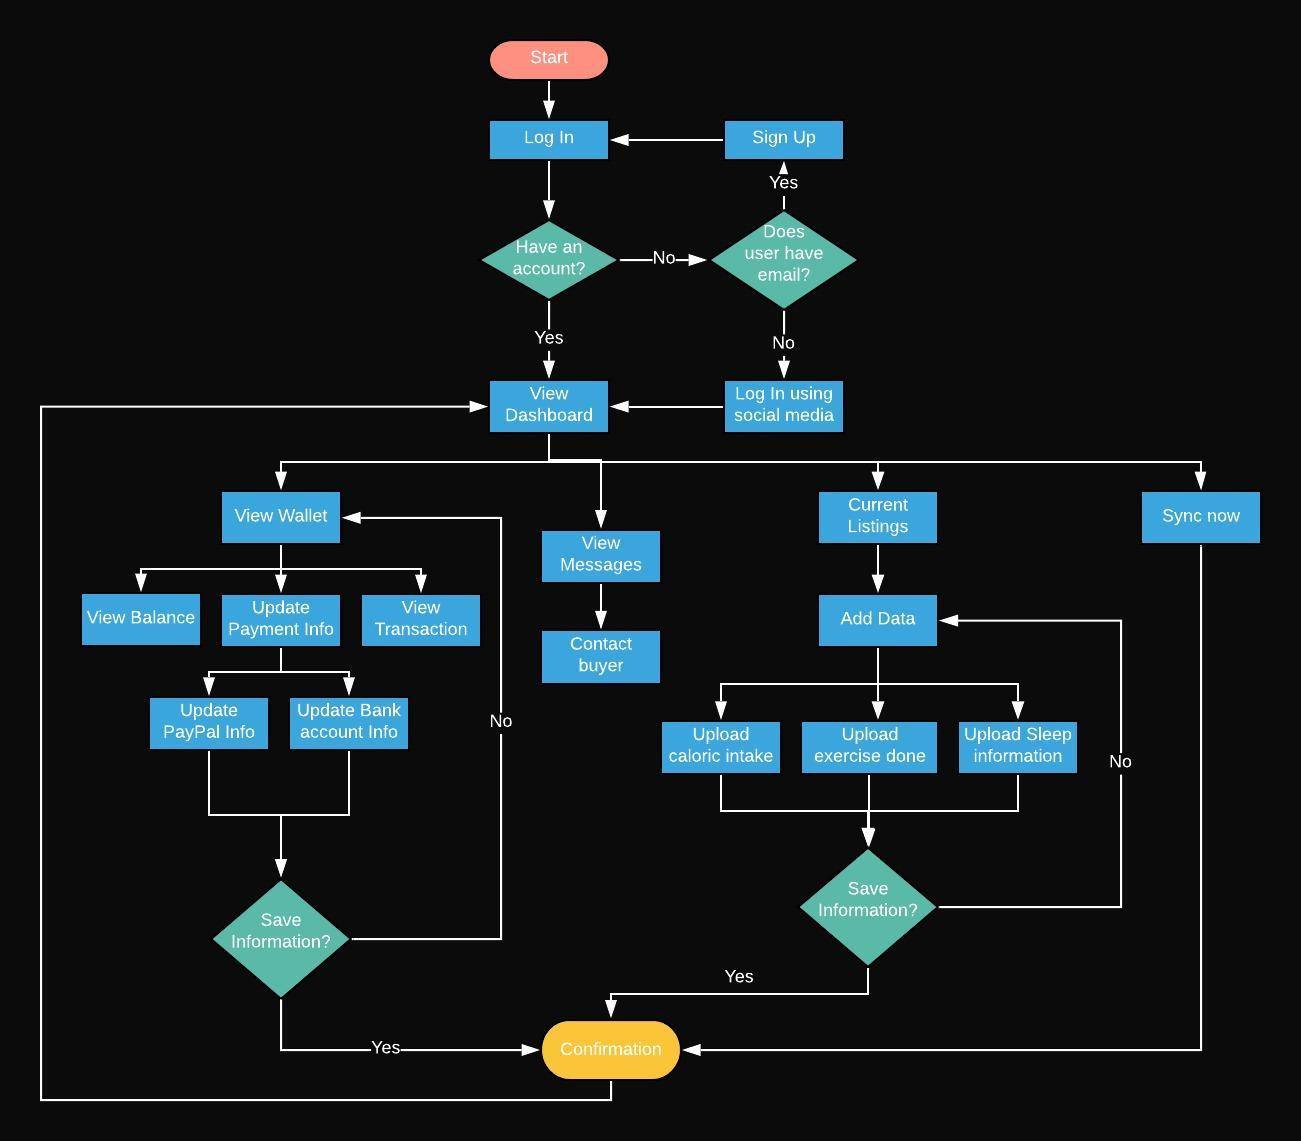 Start
Log In
Sign Up
Yes
Have an
account?
No
Does
user have
email?
Yes
No
View
Dashboard
Log In using
social media
View Wallet
View
Messages
Current
Listings
Sync now
View Balance
Update
Payment Info
View
Transaction
Contact
buyer
Add Data
Update
PayPal Info
Update Bank
account Info
No
Upload
caloric intake
Upload
exercise done
Upload Sleep
information
No
Save
Information?
Save
Information?
Yes
Yes
Confirmation